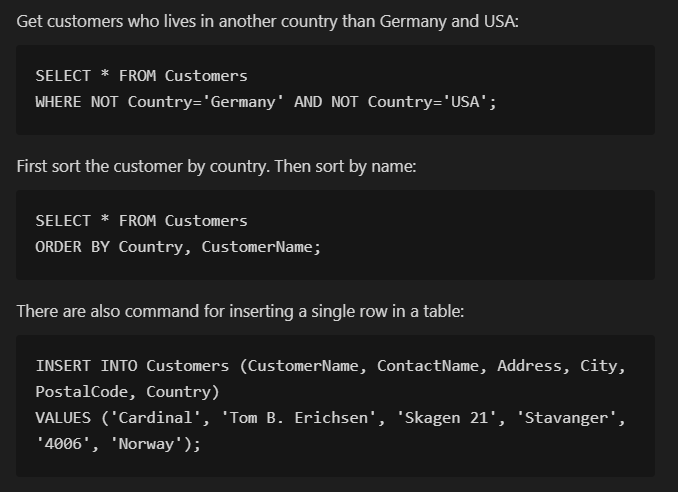 Get customers who lives in another country than Germany and USA:
SELECT * FROM Customers
WHERE NOT Country='Germany' AND NOT Country='USA';
First sort the customer by country. Then sort by name:
SELECT * FROM Customers
ORDER BY Country, CustomerName;
There are also command for inserting a single row in a table:
INSERT INTO Customers (CustomerName, ContactName, Address, City,
PostalCode, Country)
VALUES ('Cardinal', 'Tom B. Erichsen', 'Skagen 21', 'Stavanger',
'4006', 'Norway');